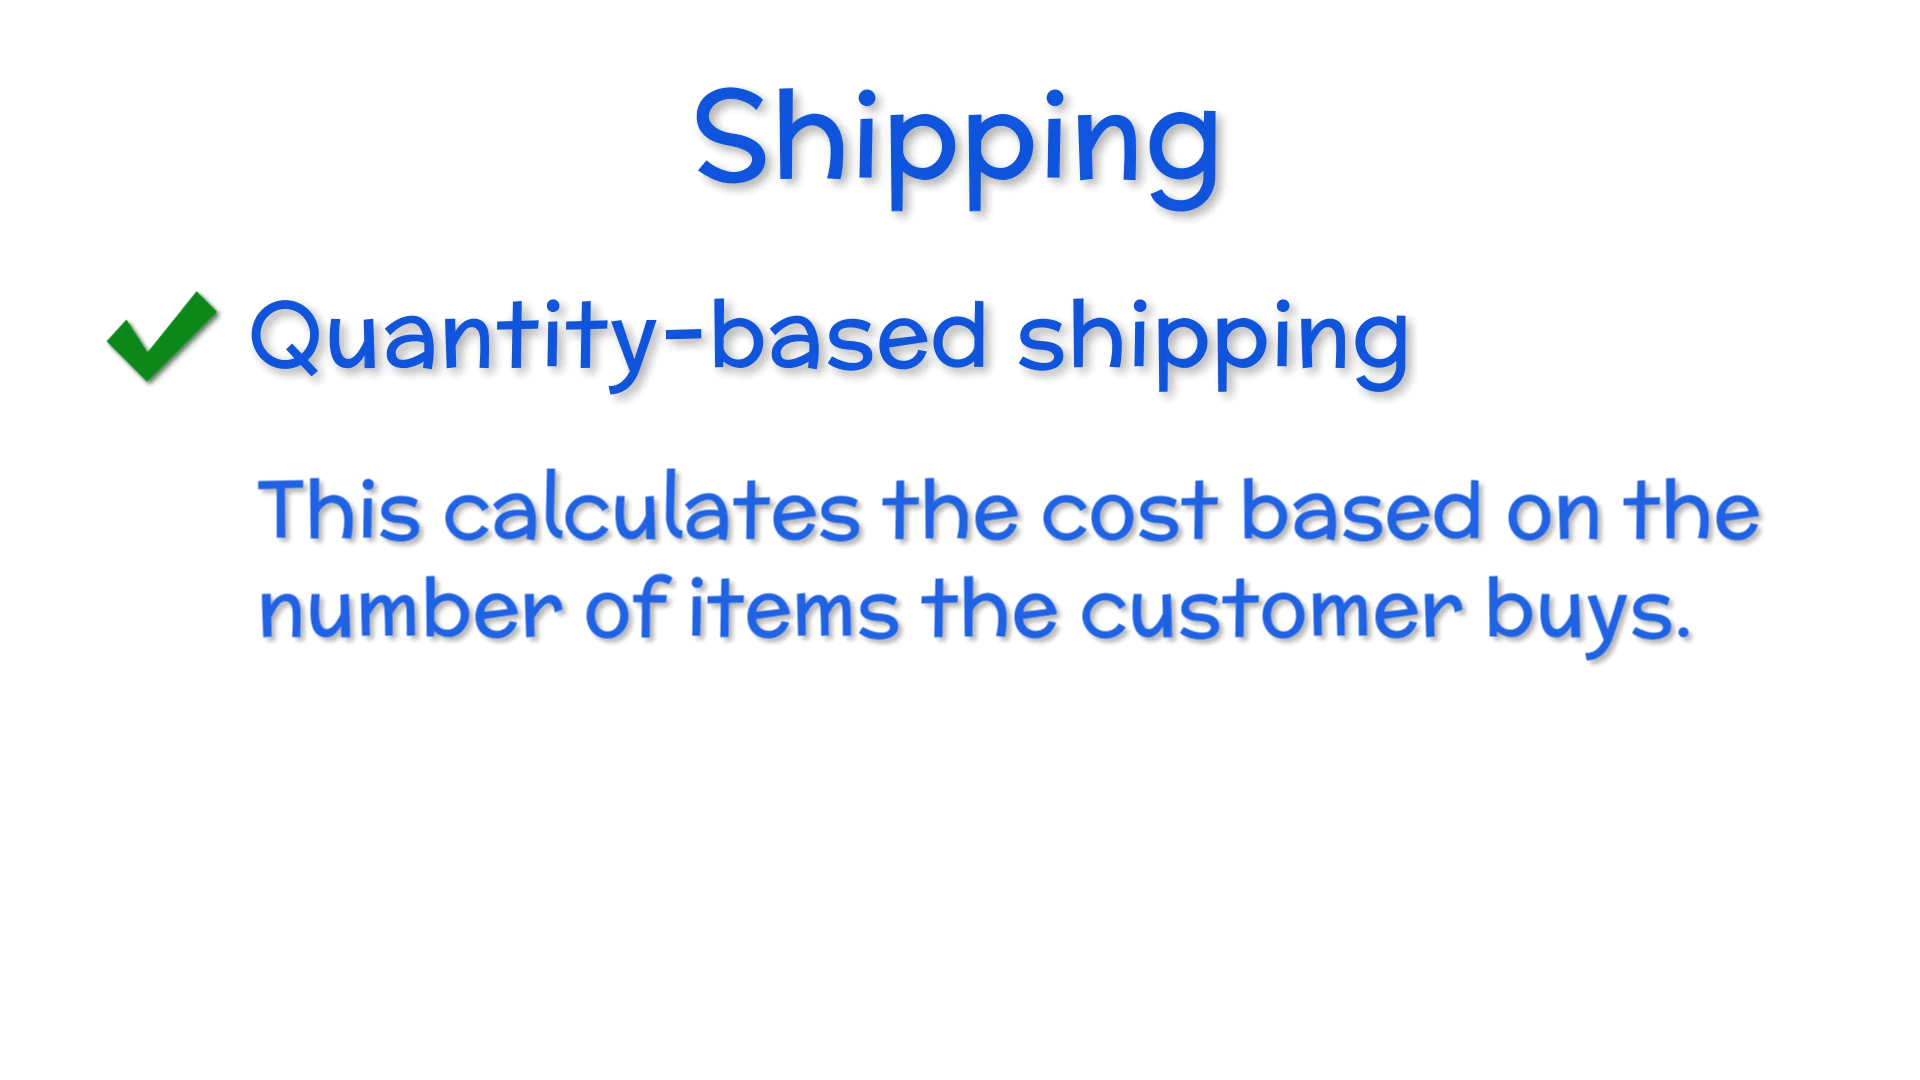 Shipping
Quantity-based shipping
This calculates the cost based on the
number of items the customer buys.